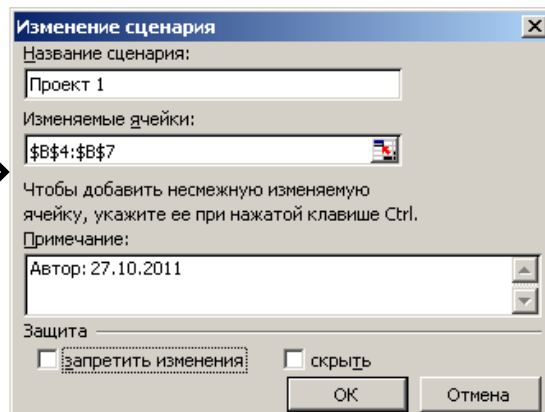 Изменение сценария
Название сценария:
Проект 1
Изменяемые ячейки:
$B$4:$B$7
Чтобы добавить несмежную изменяемую
ячейку, укажите ее при нажатой клавише Ctrl.
Примечание:
Автор: 27.10.2011
Защита
запретить изменения скрыть
ОК Отмена